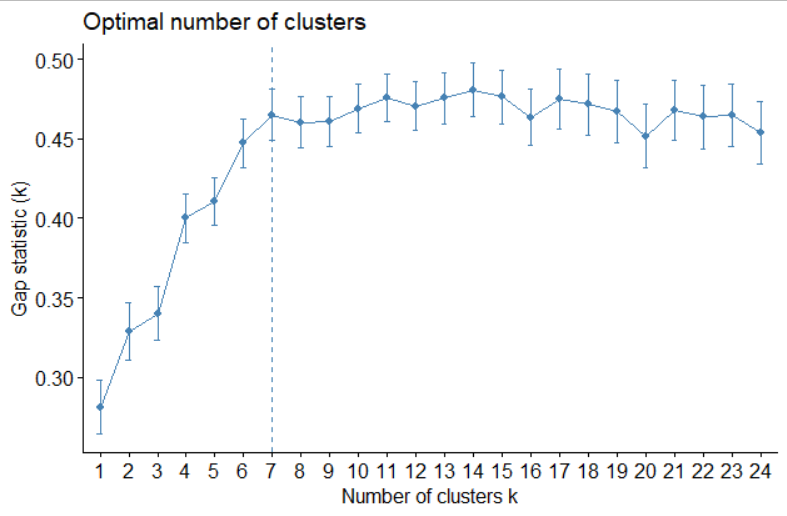 Optimal number of clusters
Gap statistic (k)
0.50
0.45
0.40
0.35
0.30
1 2 3 4 5 6 7 8 9 10 11 12 13 14 15 16 17 18 19 20 21 22 23 24
Number of clusters k